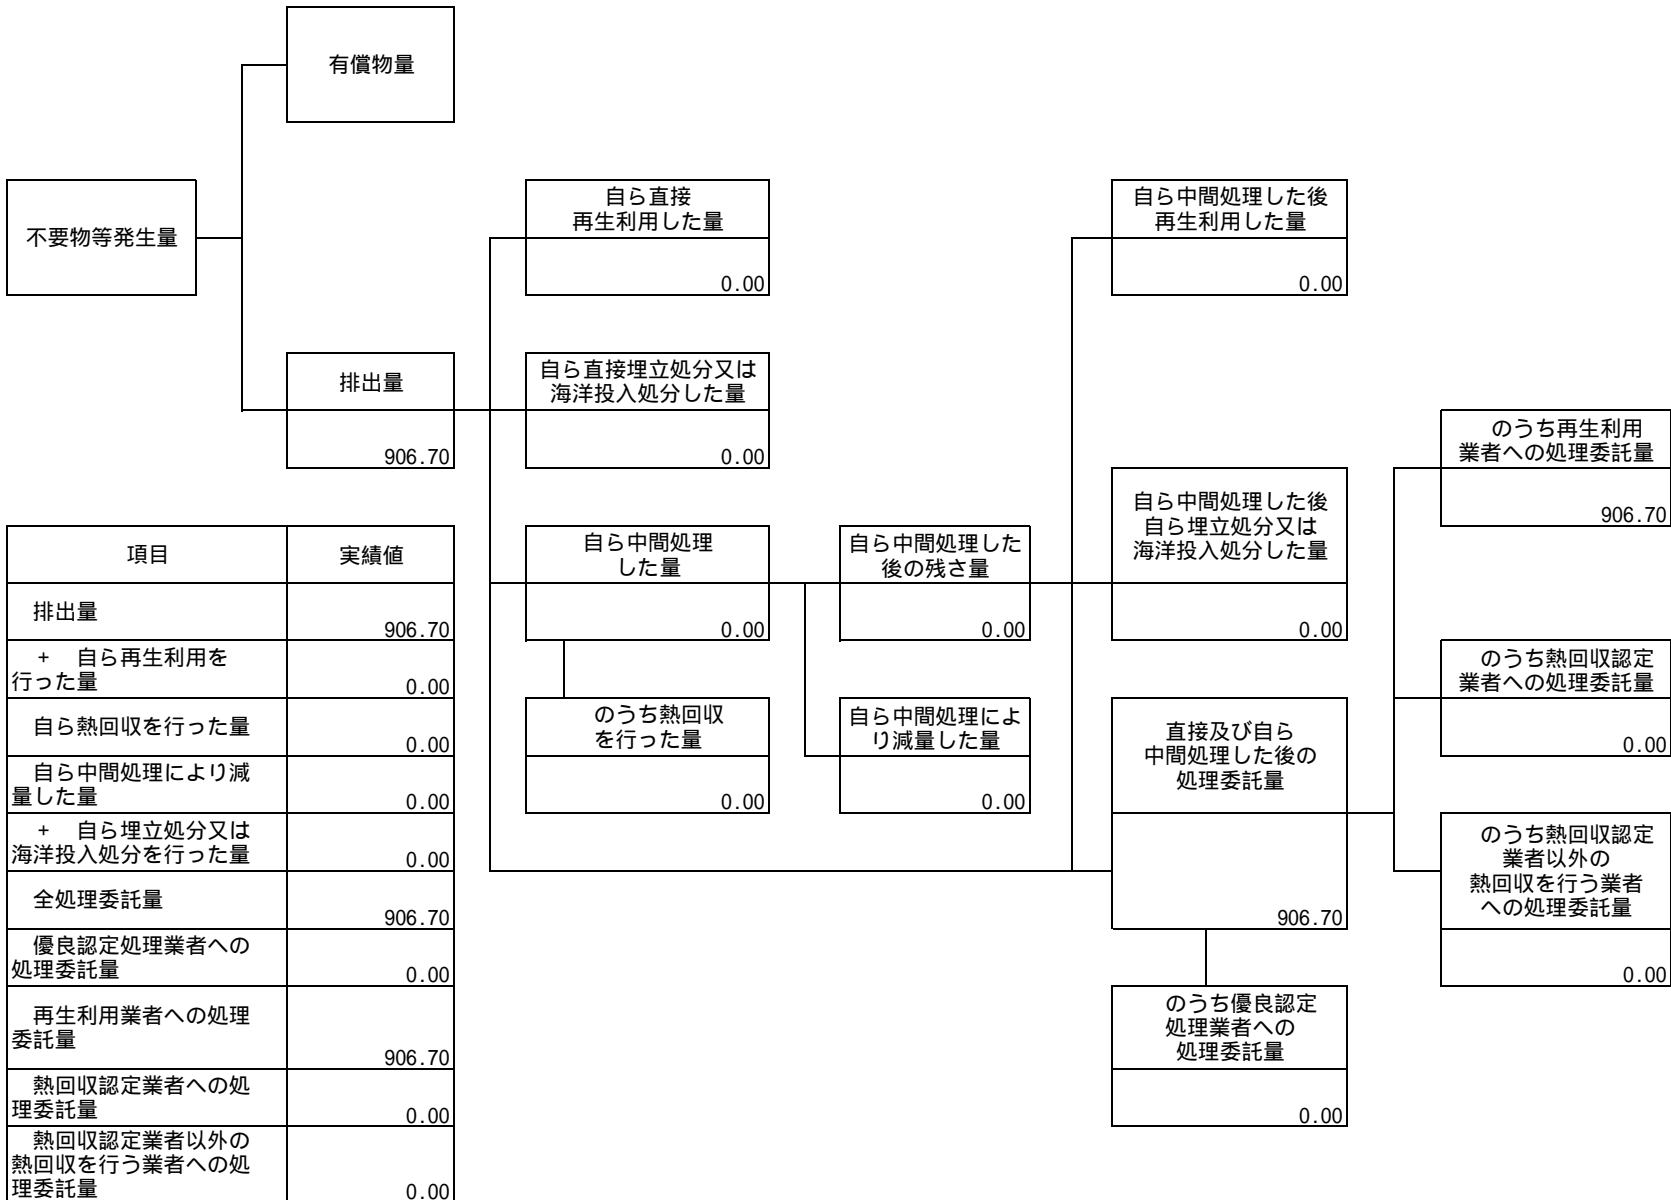 有償物量
不要物等発生量
排出量
906.70
自ら直接
再生利用した量
0.00
自ら直接埋立処分又は
海洋投入処分した量
0.00
自ら中間処理
した量
0.00
のうち熱回収
を行った量
0.00
自ら中間処理した
後の残さ量
0.00
自ら中間処理によ
り減量した量
0.00
自ら中間処理した後
再生利用した量
0.00
自ら中間処理した後
自ら埋立処分又は
海洋投入処分した量
0.00
直接及び自ら
中間処理した後の
処理委託量
906.70
のうち優良認定
処理業者への
処理委託量
0.00
のうち再生利用
業者への処理委託量
906.70
のうち熱回収認定
業者への処理委託量
0.00
のうち熱回収認定
業者以外の
熱回収を行う業者
への処理委託量
0.00
項目 実績値
排出量 906.70
+ 自ら再生利用を
行った量 0.00
自ら熱回収を行った量 0.00
自ら中間処理により減
量した量 0.00
+ 自ら埋立処分又は
海洋投入処分を行った量 0.00
全処理委託量 906.70
優良認定処理業者への
処理委託量 0.00
再生利用業者への処理
委託量 906.70
熱回収認定業者への処
理委託量 0.00
熱回収認定業者以外の
熱回収を行う業者への処
理委託量 0.00